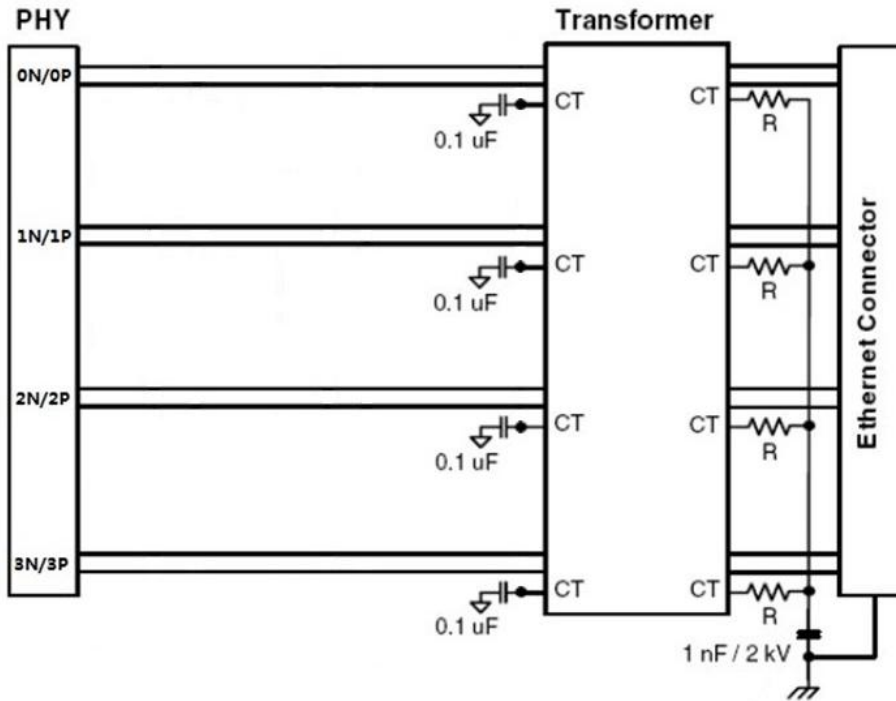 PHY
Transformer
0N/0P
CT
CT
0.1 uF
R
1N/1P
CT
CT
0.1 uF
R
Ethernet Connector
2N/2P
CT
CT
0.1 uF
R
3N/3P
CT
CT
0.1 uF
R
1 nF / 2 kV